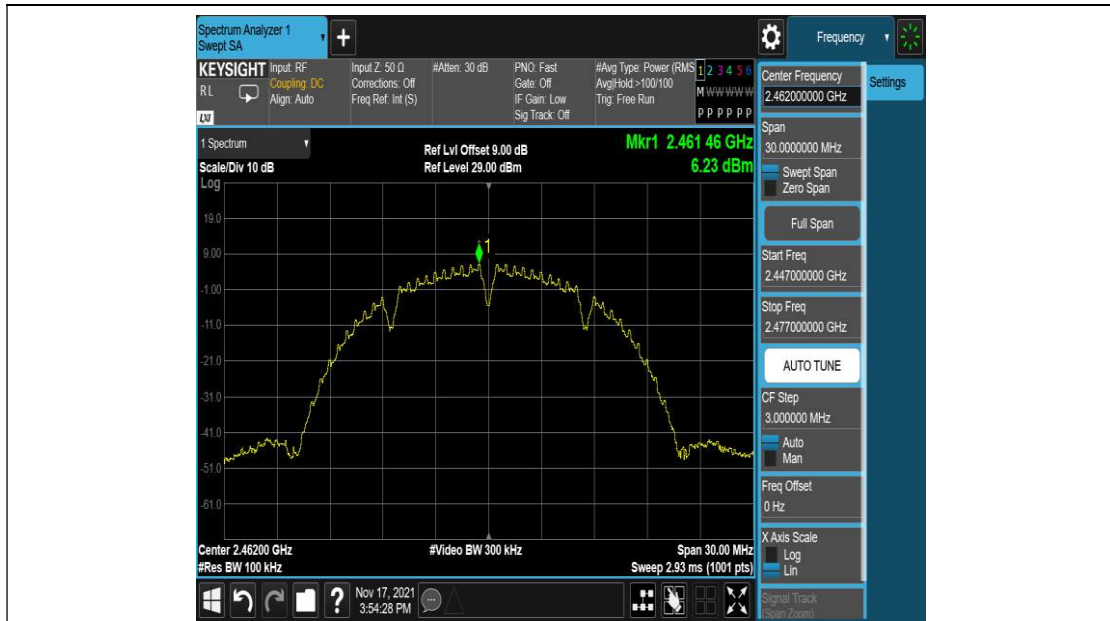 Spectrum Analyzer 1
Swept SA
+
Frequency
KEYSIGHT
RL
LXI
Input: RF
Coupling: DC
Align: Auto
Input Z: 50 Ω
Corrections: Off
Freq Ref: Int (S)
#Atten: 30 dB
PNO: Fast
Gate: Off
IF Gain: Low
Sig Track: Off
#Avg Type: Power (RMS
Avg|Hold:>100/100
Trig: Free Run
1 2 3 4 5 6
M W W W W W
P P P P P P
1 Spectrum
Scale/Div 10 dB
Log
Ref Lvl Offset 9.00 dB
Ref Level 29.00 dBm
Mkr1 2.461 46 GHz
6.23 dBm
19.0
9.00
-1.00
-11.0
-21.0
-31.0
-41.0
-51.0
-61.0
1
Center 2.46200 GHz
#Res BW 100 kHz
#Video BW 300 kHz
Span 30.00 MHz
Sweep 2.93 ms (1001 pts)
Center Frequency
2.462000000 GHz
Settings
Span
30.0000000 MHz
Swept Span
Zero Span
Full Span
Start Freq
2.447000000 GHz
Stop Freq
2.477000000 GHz
AUTO TUNE
CF Step
3.000000 MHz
Auto
Man
Freq Offset
0 Hz
X Axis Scale
Log
Lin
Signal Track
(Span Zoom)
?
Nov 17, 2021
3:54:28 PM